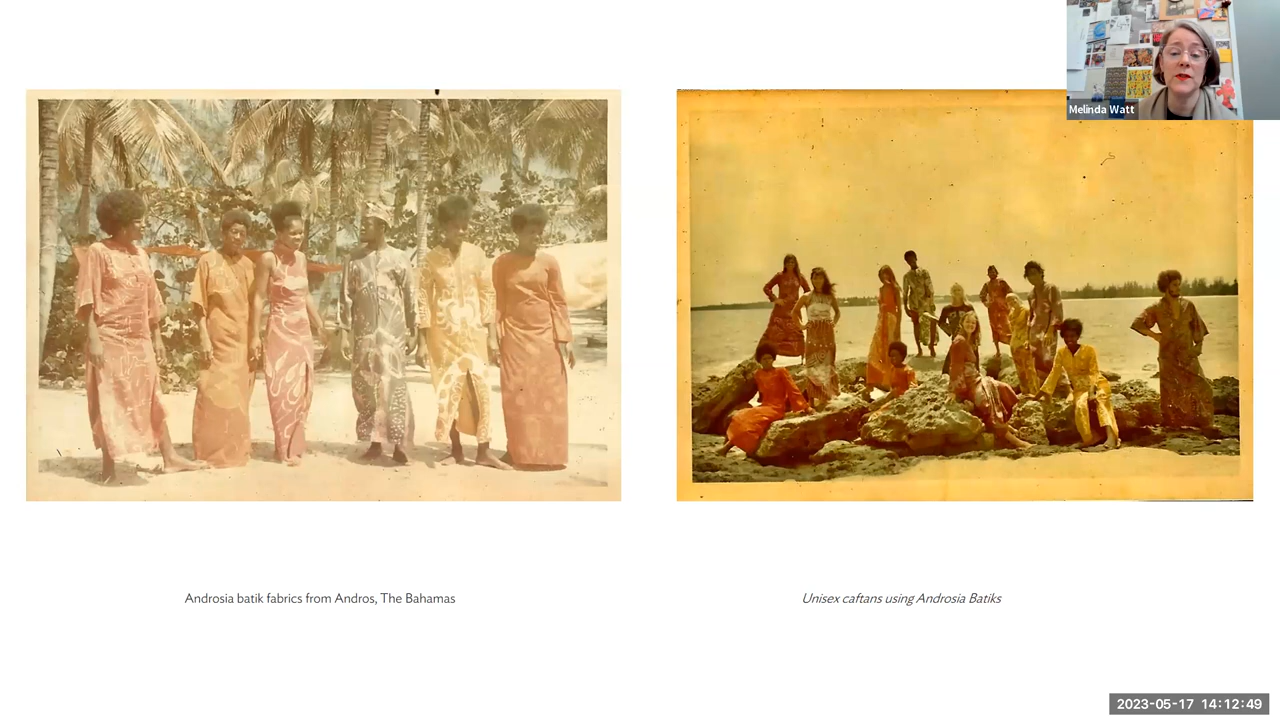 Melinda Watt
Androsia batik fabrics from Andros, The Bahamas
Unisex caftans using Androsia Batiks
2023-05-17 14:12:49